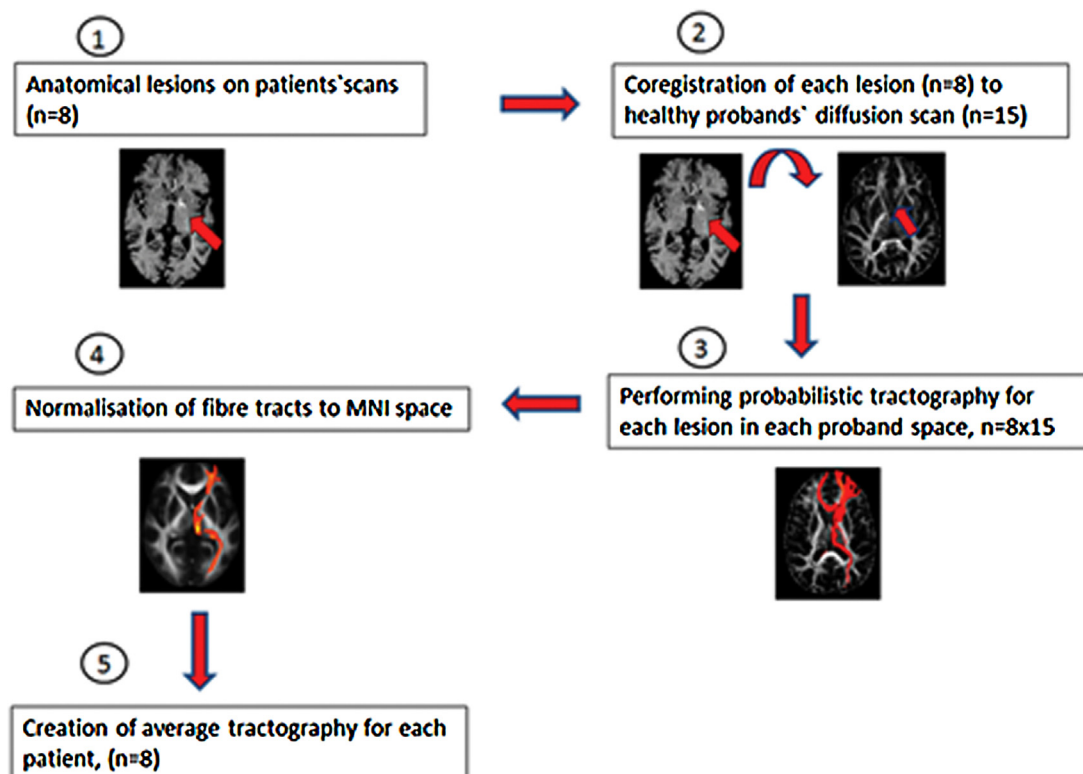 1
Anatomical lesions on patients`scans
(n=8)
2
Coregistration of each lesion (n=8) to
healthy probands` diffusion scan (n=15)
3
Performing probabilistic tractography for
each lesion in each proband space, n=8x15
4
Normalisation of fibre tracts to MNI space
5
Creation of average tractography for each
patient, (n=8)